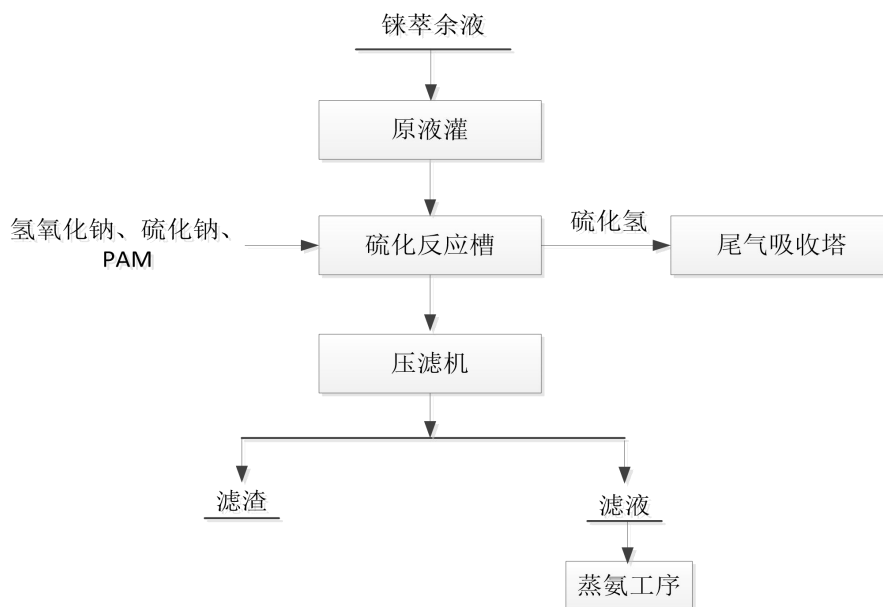 铼萃余液
原液灌
氢氧化钠、硫化钠、
PAM
硫化反应槽
硫化氢
尾气吸收塔
压滤机
滤渣
滤液
蒸氨工序